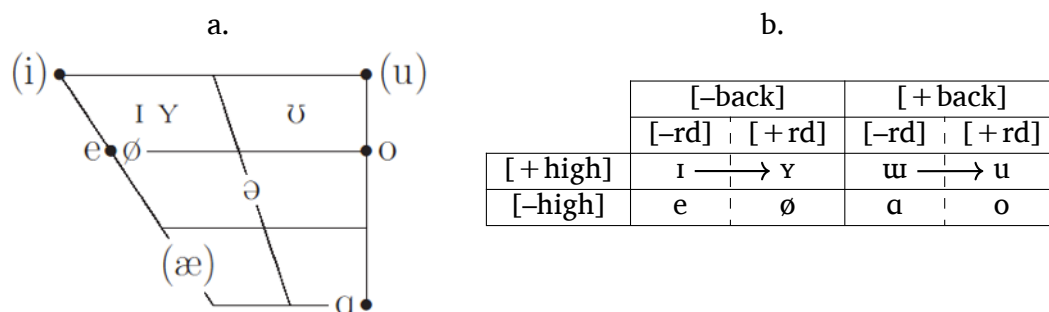 a.
(i) (u)
ɪ ʏ ʊ
e ø o
ə
(æ)
ɑ
b.
[–back] [+back]
[–rd] [+rd] [–rd] [+rd]
[+high] ɪ ⟶ ʏ ɯ ⟶ u
[–high] e ø ɑ o